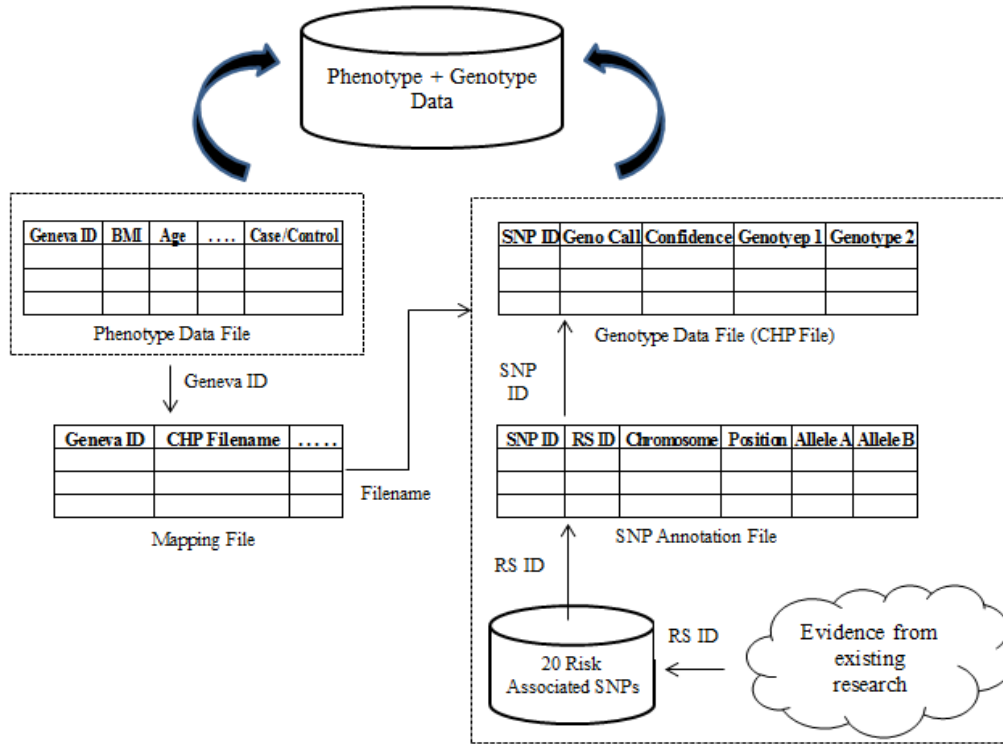 Phenotype + Genotype
Data
Geneva ID BMI Age .... Case/Control
Phenotype Data File
Geneva ID
Geneva ID CHP Filename .....
Mapping File
Filename
SNP ID Geno Call Confidence Genotyep 1 Genotype 2
Genotype Data File (CHP File)
SNP
ID
SNP ID RS ID Chromosome Position Allele A Allele B
SNP Annotation File
RS ID
20 Risk
Associated SNPs
RS ID
Evidence from
existing
research